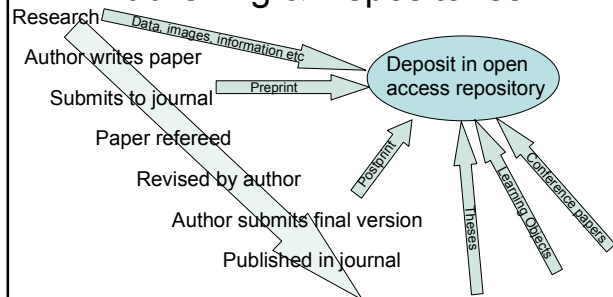 Research
Data, images, information etc
Author writes paper
Deposit in open
access repository
Submits to journal
Preprint
Paper refereed
Postprint
Revised by author
Author submits final version
Published in journal
Theses
Learning Objects
Conference papers